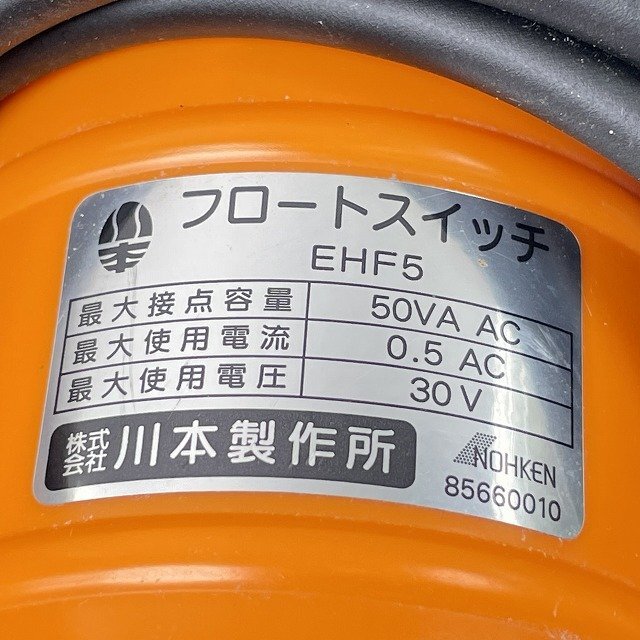 フロートスイッチ
EHF5
最大接点容量 50VA AC
最大使用電流 0.5 AC
最大使用電圧 30V
株式会社 川本製作所
NOHKEN
85660010